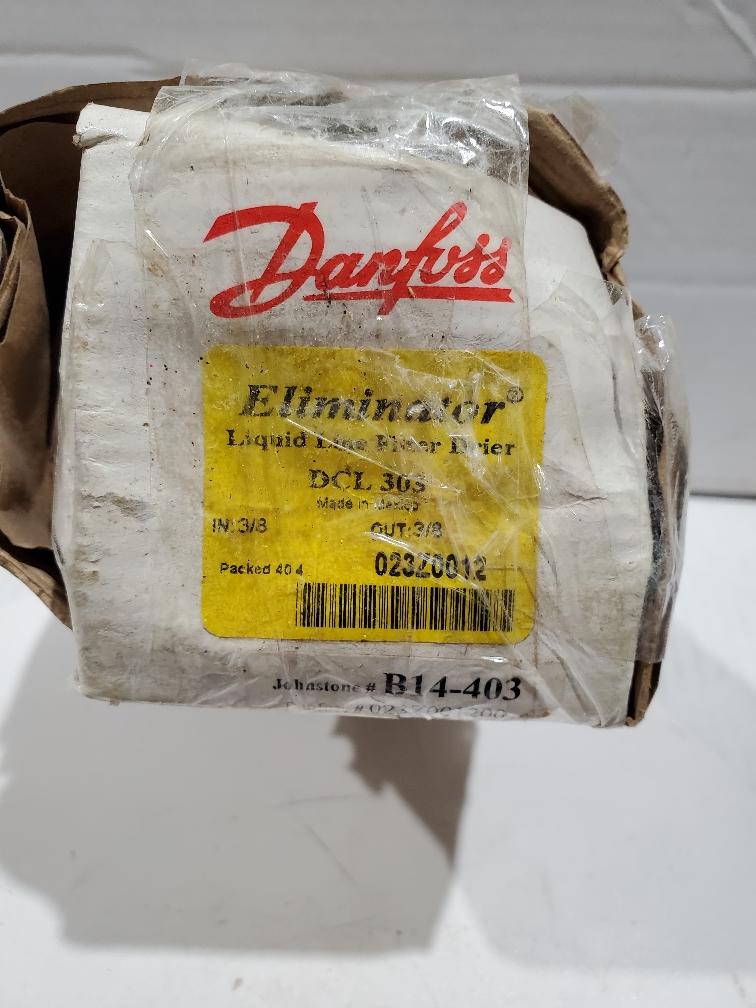 Danfoss
Eliminator®
Liquid Line Filter Drier
DCL 303
Made in Mexico
IN: 3/8 OUT: 3/8
Packed 40 4 023Z0012
Johnstone # B14-403